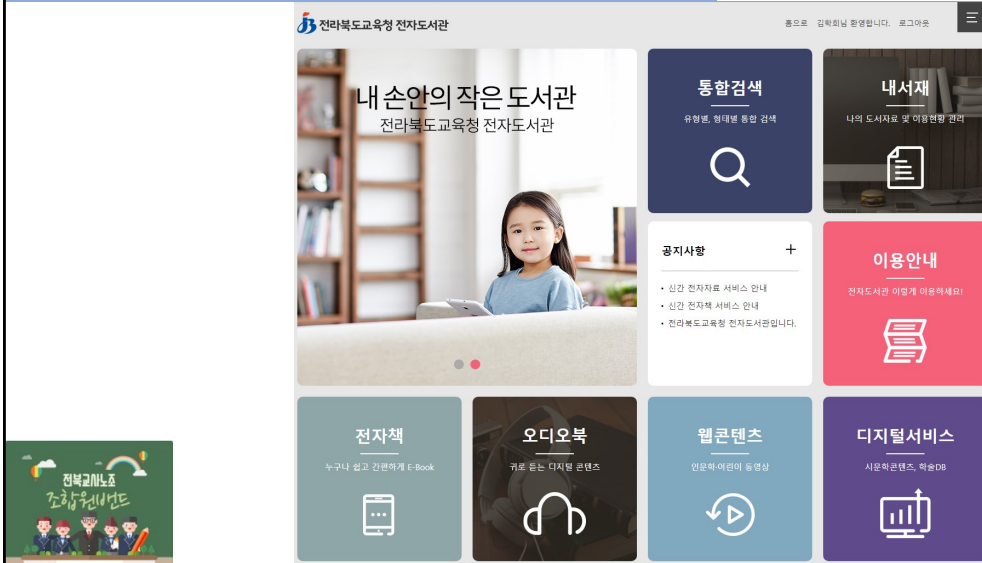 전라북도교육청 전자도서관
홈으로 김학회님 환영합니다. 로그아웃
내 손안의 작은 도서관
전라북도교육청 전자도서관
통합검색
유형별, 형태별 통합 검색
내서재
나의 도서자료 및 이용현황 관리
공지사항 +
• 신간 전자자료 서비스 안내
• 신간 전자책 서비스 안내
• 전라북도교육청 전자도서관입니다.
이용안내
전자도서관 이렇게 이용하세요!
전자책
누구나 쉽고 간편하게 E-Book
오디오북
귀로 듣는 디지털 콘텐츠
웹콘텐츠
인문학·어린이 동영상
디지털서비스
시문학콘텐츠, 학술DB
전북교사노조
조합원밴드